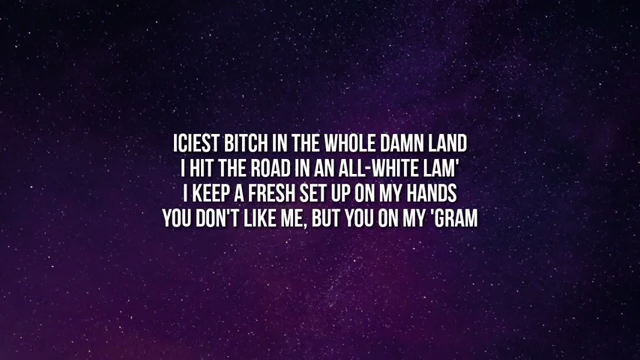 ICIEST BITCH IN THE WHOLE DAMN LAND
I HIT THE ROAD IN AN ALL-WHITE LAM'
I KEEP A FRESH SET UP ON MY HANDS
YOU DON'T LIKE ME, BUT YOU ON MY 'GRAM